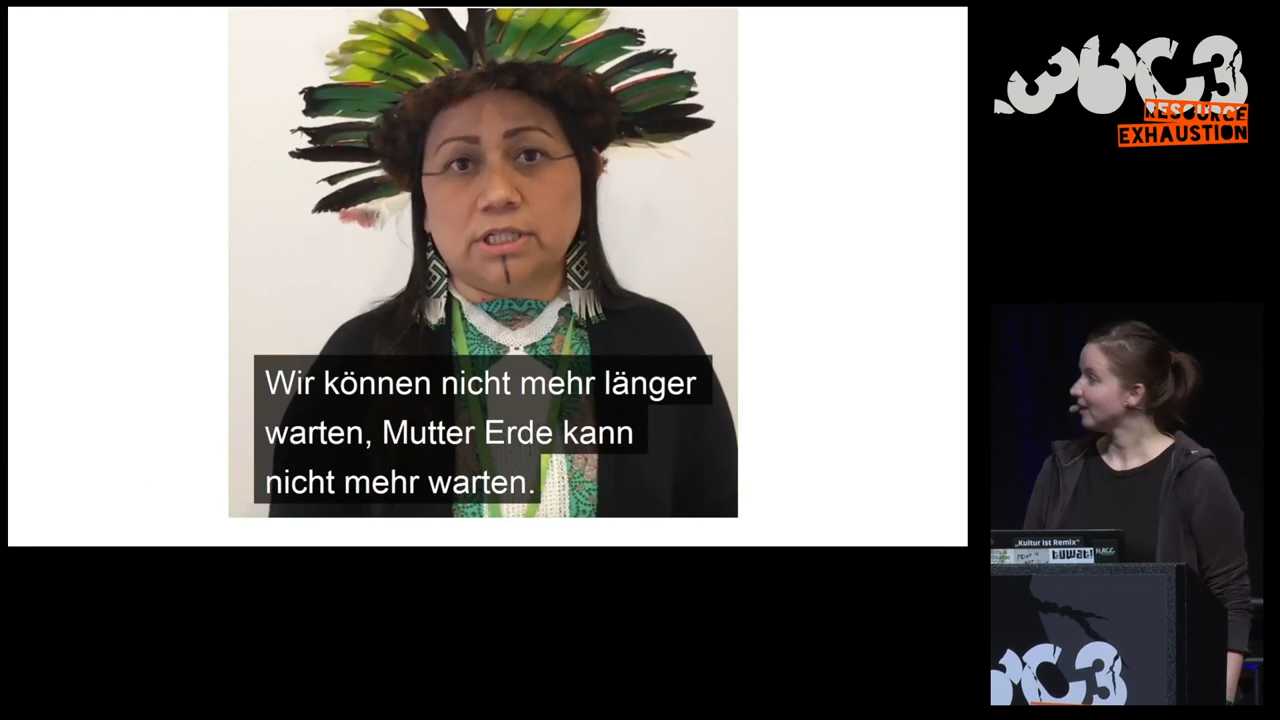 Wir können nicht mehr länger
warten, Mutter Erde kann
nicht mehr warten.
36C3
RESOURCE
EXHAUSTION
„Kultur ist Remix“
tuwat!
36C3